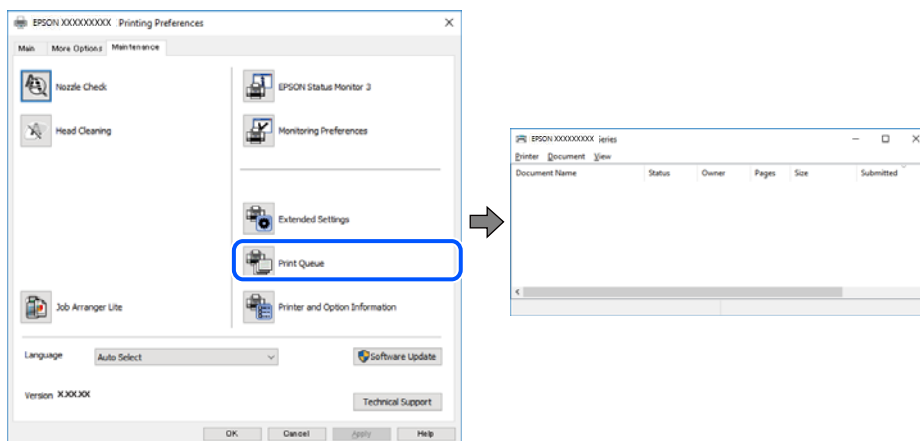 EPSON XXXXXXXXX Printing Preferences
Main More Options Maintenance
Nozzle Check
EPSON Status Monitor 3
Head Cleaning
Monitoring Preferences
Extended Settings
Print Queue
Job Arranger Lite
Printer and Option Information
Language Auto Select
Software Update
Version X.XX.XX
Technical Support
OK Cancel Apply Help
EPSON XXXXXXXXX ieries
Printer Document View
Document Name Status Owner Pages Size Submitted